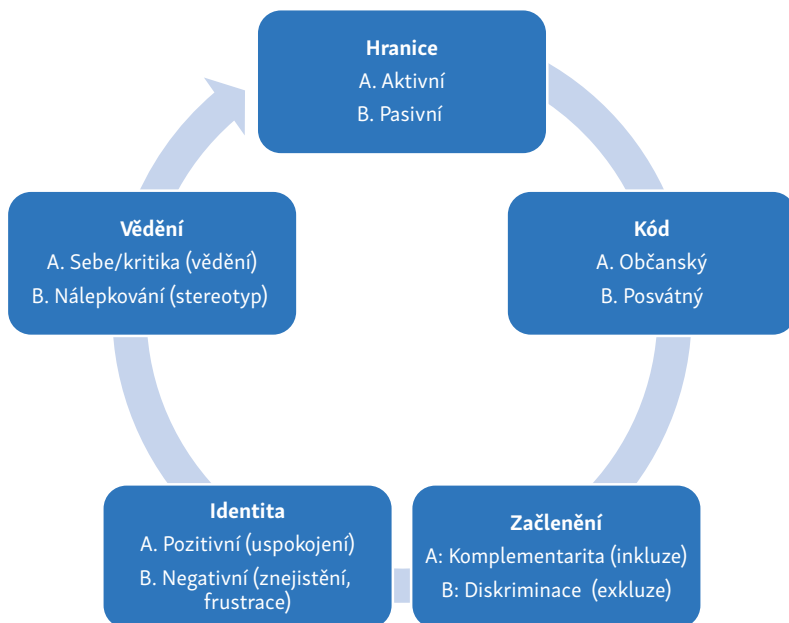 Hranice
A. Aktivní
B. Pasivní
Kód
A. Občanský
B. Posvátný
Začlenění
A: Komplementarita (inkluze)
B: Diskriminace (exkluze)
Identita
A. Pozitivní (uspokojení)
B. Negativní (znejistění,
frustrace)
Vědění
A. Sebe/kritika (vědění)
B. Nálepkování (stereotyp)